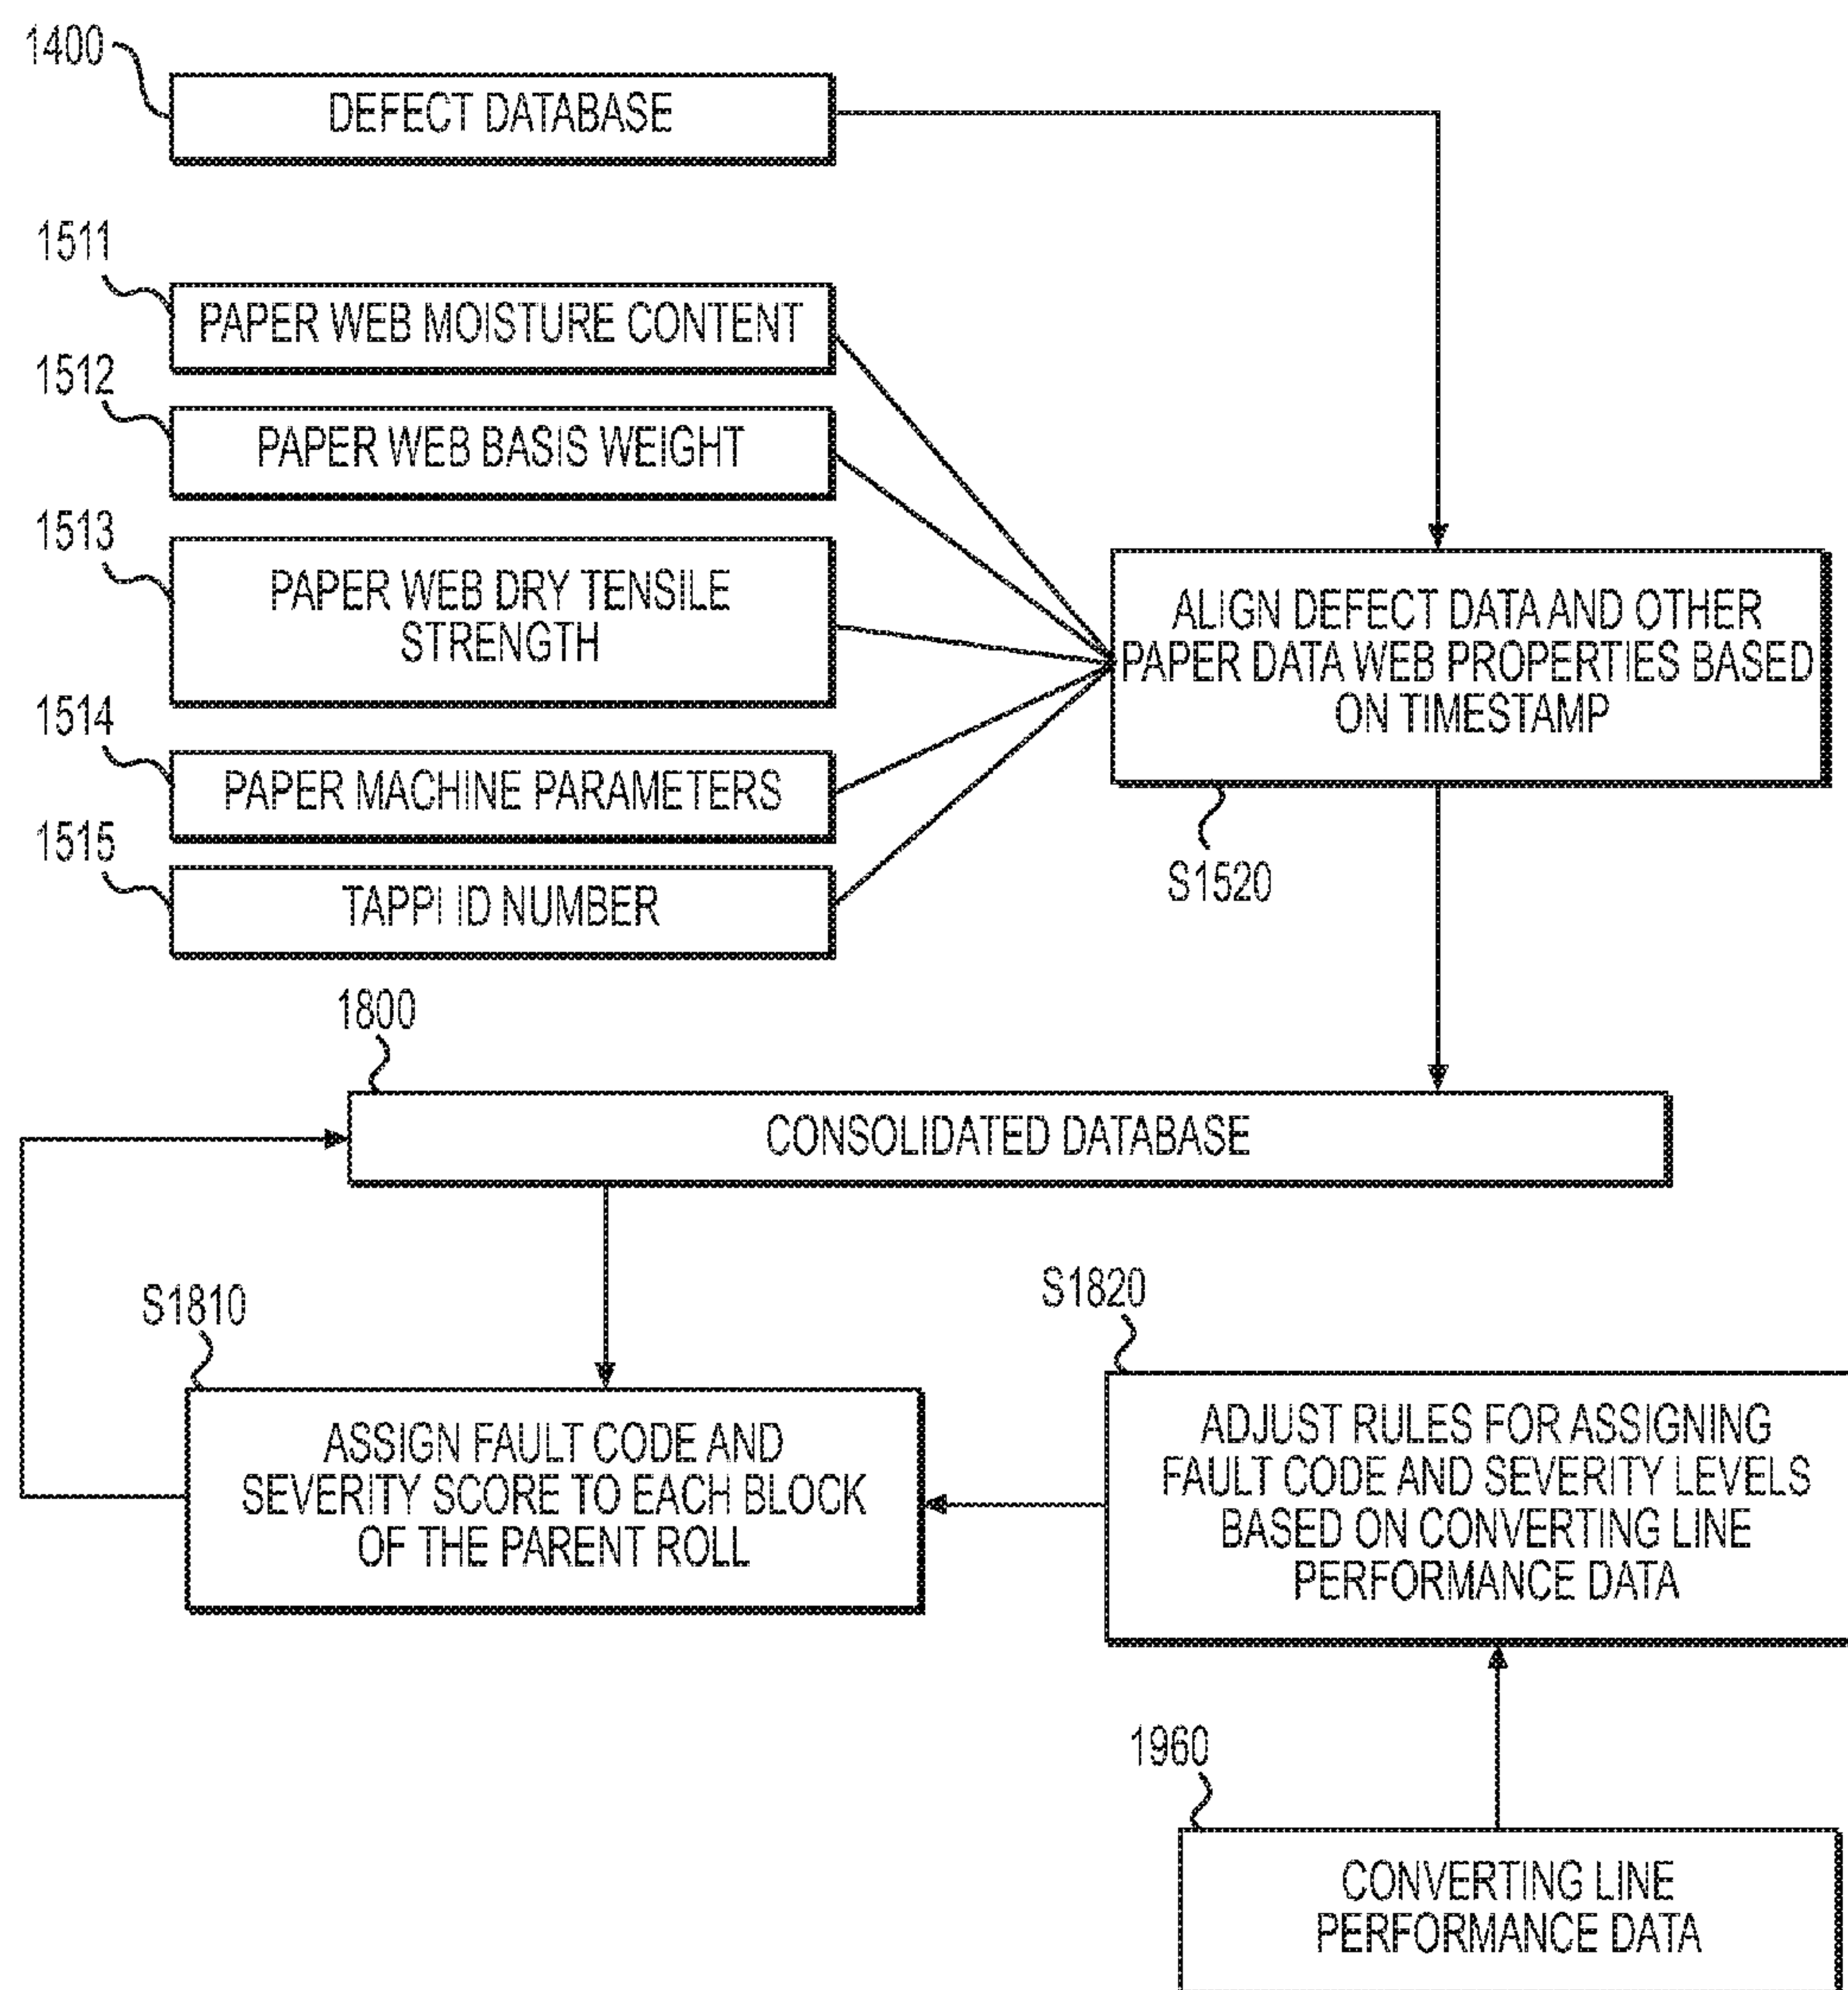 1400
DEFECT DATABASE
1511
PAPER WEB MOISTURE CONTENT
1512
PAPER WEB BASIS WEIGHT
1513
PAPER WEB DRY TENSILE
STRENGTH
1514
PAPER MACHINE PARAMETERS
1515
TAPPI ID NUMBER
ALIGN DEFECT DATA AND OTHER
PAPER DATA WEB PROPERTIES BASED
ON TIMESTAMP
S1520
1800
CONSOLIDATED DATABASE
S1810
ASSIGN FAULT CODE AND
SEVERITY SCORE TO EACH BLOCK
OF THE PARENT ROLL
S1820
ADJUST RULES FOR ASSIGNING
FAULT CODE AND SEVERITY LEVELS
BASED ON CONVERTING LINE
PERFORMANCE DATA
1960
CONVERTING LINE
PERFORMANCE DATA